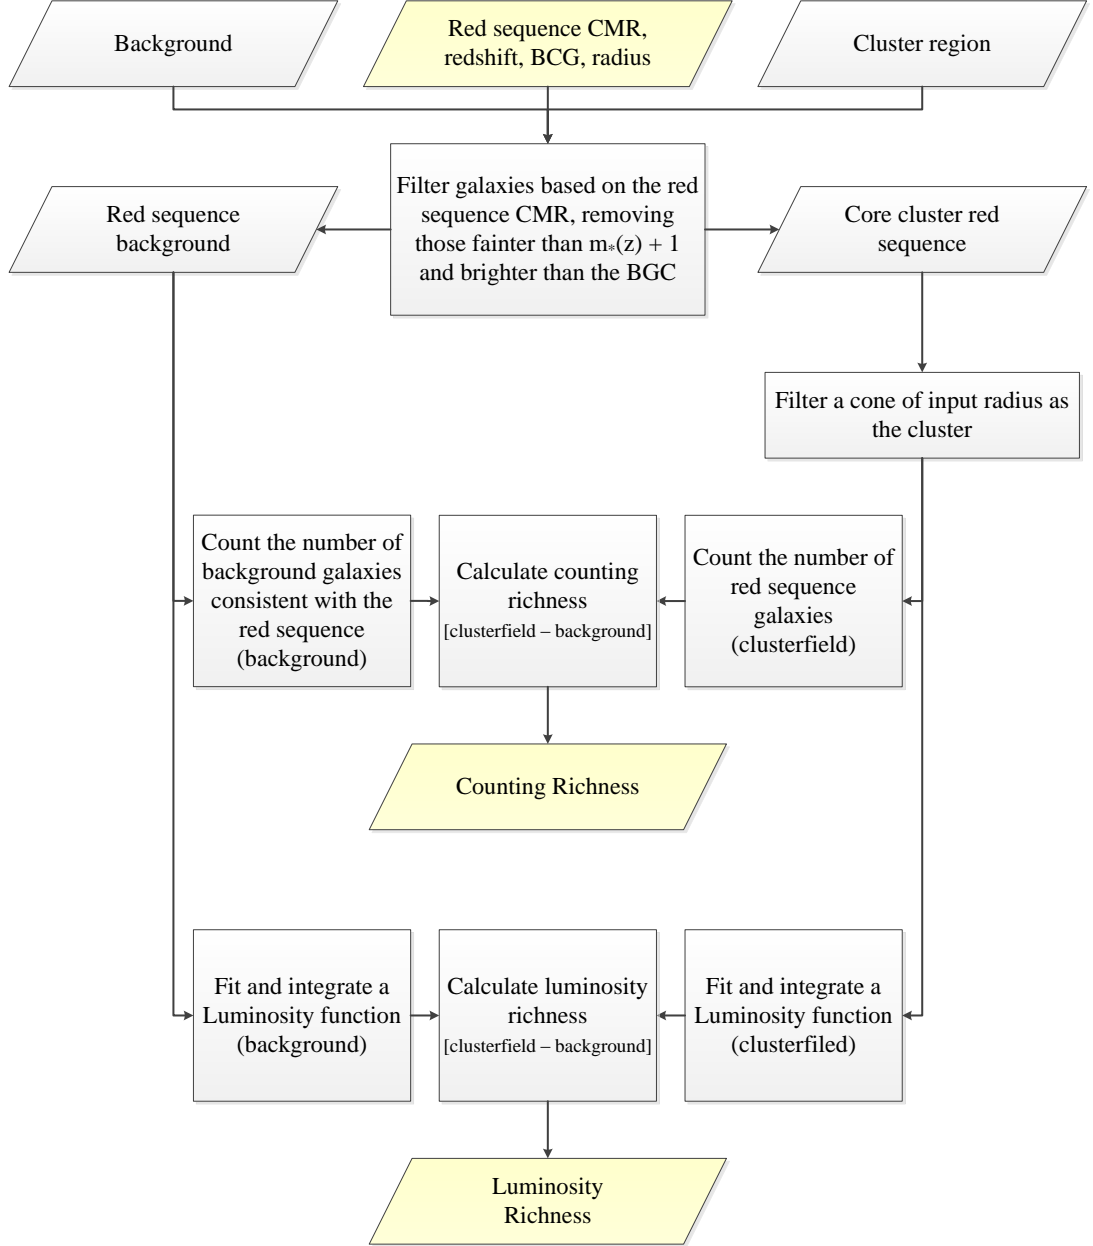 Background
Red sequence CMR,
redshift, BCG, radius
Cluster region
Red sequence
background
Filter galaxies based on the red
sequence CMR, removing
those fainter than m*(z) + 1
and brighter than the BGC
Core cluster red
sequence
Filter a cone of input radius as
the cluster
Count the number of
background galaxies
consistent with the
red sequence
(background)
Calculate counting
richness
[clusterfield – background]
Count the number of
red sequence
galaxies
(clusterfield)
Counting Richness
Fit and integrate a
Luminosity function
(background)
Calculate luminosity
richness
[clusterfield – background]
Fit and integrate a
Luminosity function
(clusterfiled)
Luminosity
Richness